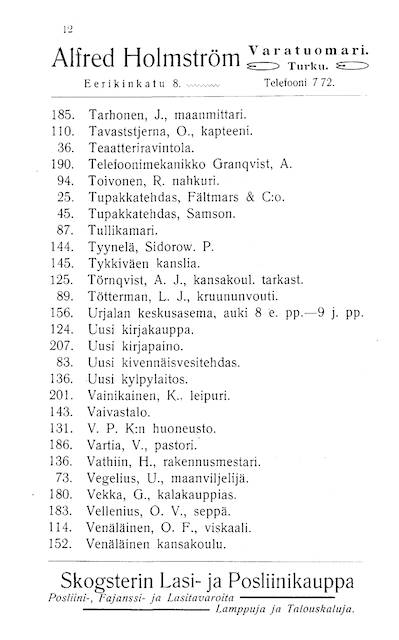 12
Alfred Holmström Varatuomari.
Turku.
Eerikinkatu 8. Telefooni 772.
185. Tarhonen, J., maanmittari.
110. Tavaststjerna, O., kapteeni.
36. Teaatteriravintola.
190. Telefoonimekanikko Granqvist, A.
94. Toivonen, R. nahkuri.
25. Tupakkatehdas, Fältmars & C:o.
45. Tupakkatehdas, Samson.
87. Tullikamari.
144. Tyynelä, Sidorow. P.
145. Tykkiväen kanslia.
125. Törnqvist, A. J., kansakoul. tarkast.
89. Tötterman, L. J., kruununvouti.
156. Urjalan keskusasema, auki 8 e. pp.—9 j. pp.
124. Uusi kirjakauppa.
207. Uusi kirjapaino.
83. Uusi kivennäisvesitehdas.
136. Uusi kylpylaitos.
201. Vainikainen, K.. leipuri.
143. Vaivastalo.
131. V. P. K:n huoneusto.
186. Vartia, V., pastori.
136. Vathiin, H., rakennusmestari.
73. Vegelius, U., maanviljelijä.
180. Vekka, G., kalakauppias.
183. Vellenius, O. V., seppä.
114. Venäläinen, O. F., viskaali.
152. Venäläinen kansakoulu.
Skogsterin Lasi- ja Posliinikauppa
Posliini-, Fajanssi- ja Lasitavaroita
Lamppuja ja Talouskaluja.